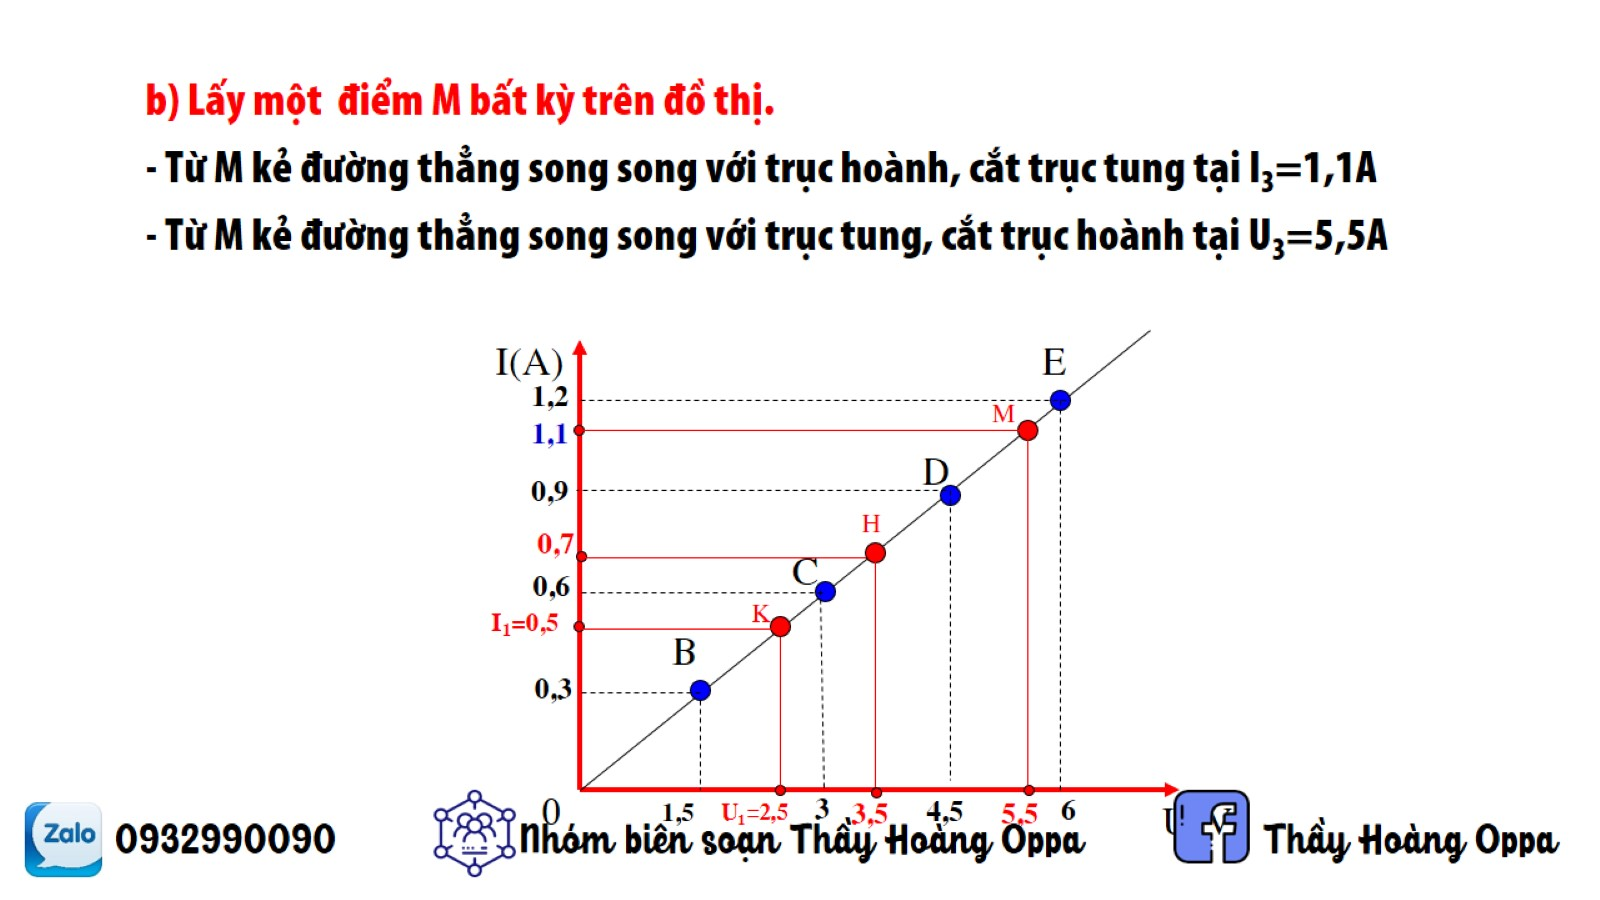 b) Lấy một điểm M bất kỳ trên đồ thị.
- Từ M kẻ đường thẳng song song với trục hoành, cắt trục tung tại I₃=1,1A
- Từ M kẻ đường thẳng song song với trục tung, cắt trục hoành tại U₃=5,5A
I(A)
E
1,2
M
1,1
D
0,9
H
0,7
C
0,6
K
I₁=0,5
B
0,3
0
1,5
U₁=2,5
3
3,5
4,5
5,5
6
Zalo
0932990090
Nhóm biên soạn Thầy Hoàng Oppa
f
Thầy Hoàng Oppa